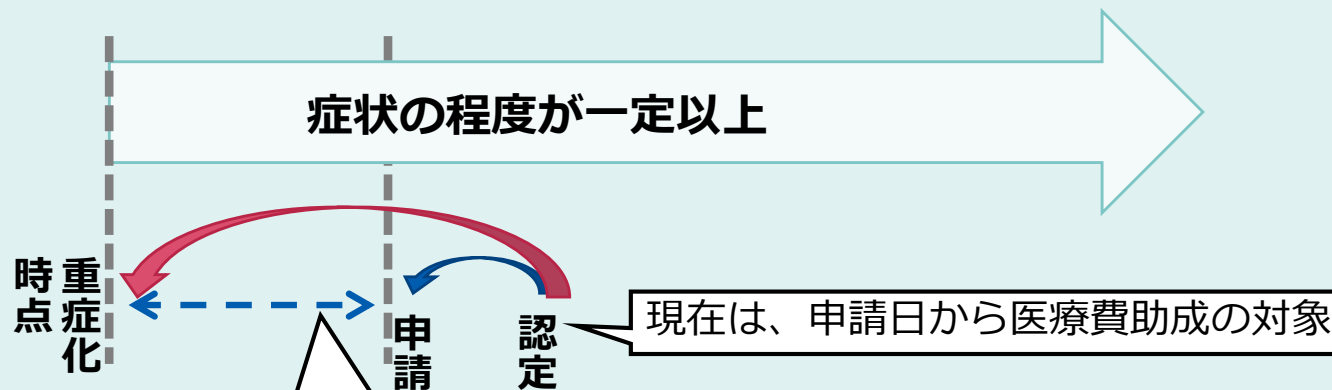 症状の程度が一定以上
重症化
時点
申請
認定
現在は、申請日から医療費助成の対象